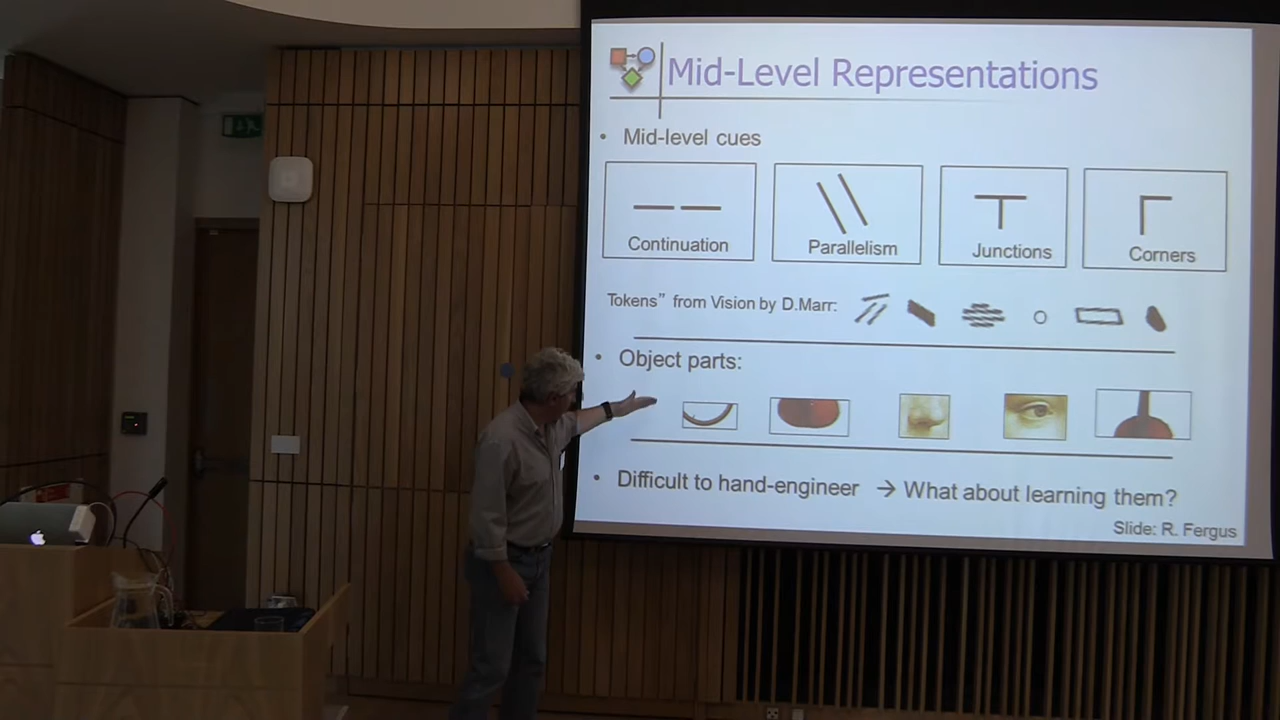 Mid-Level Representations
• Mid-level cues
Continuation
Parallelism
Junctions
Corners
Tokens” from Vision by D.Marr:
• Object parts:
• Difficult to hand-engineer → What about learning them?
Slide: R. Fergus